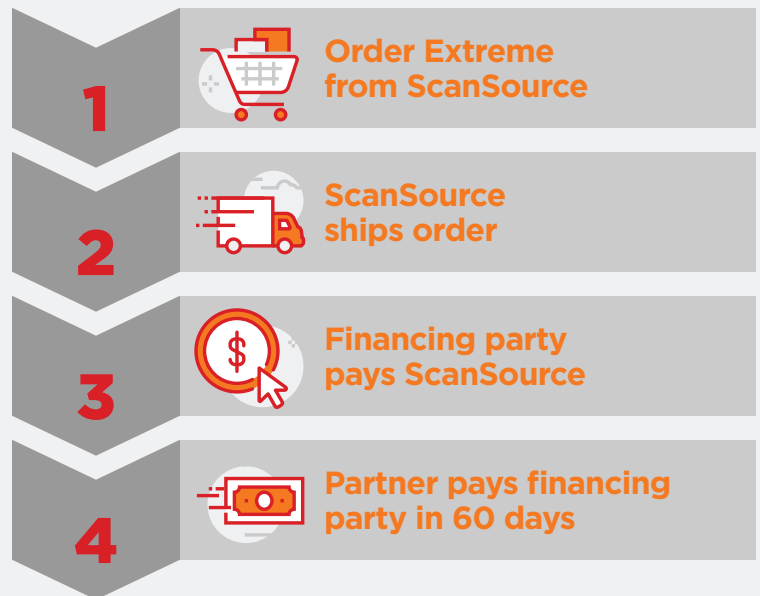 1
Order Extreme
from ScanSource
2
ScanSource
ships order
3
$
Financing party
pays ScanSource
4
Partner pays financing
party in 60 days